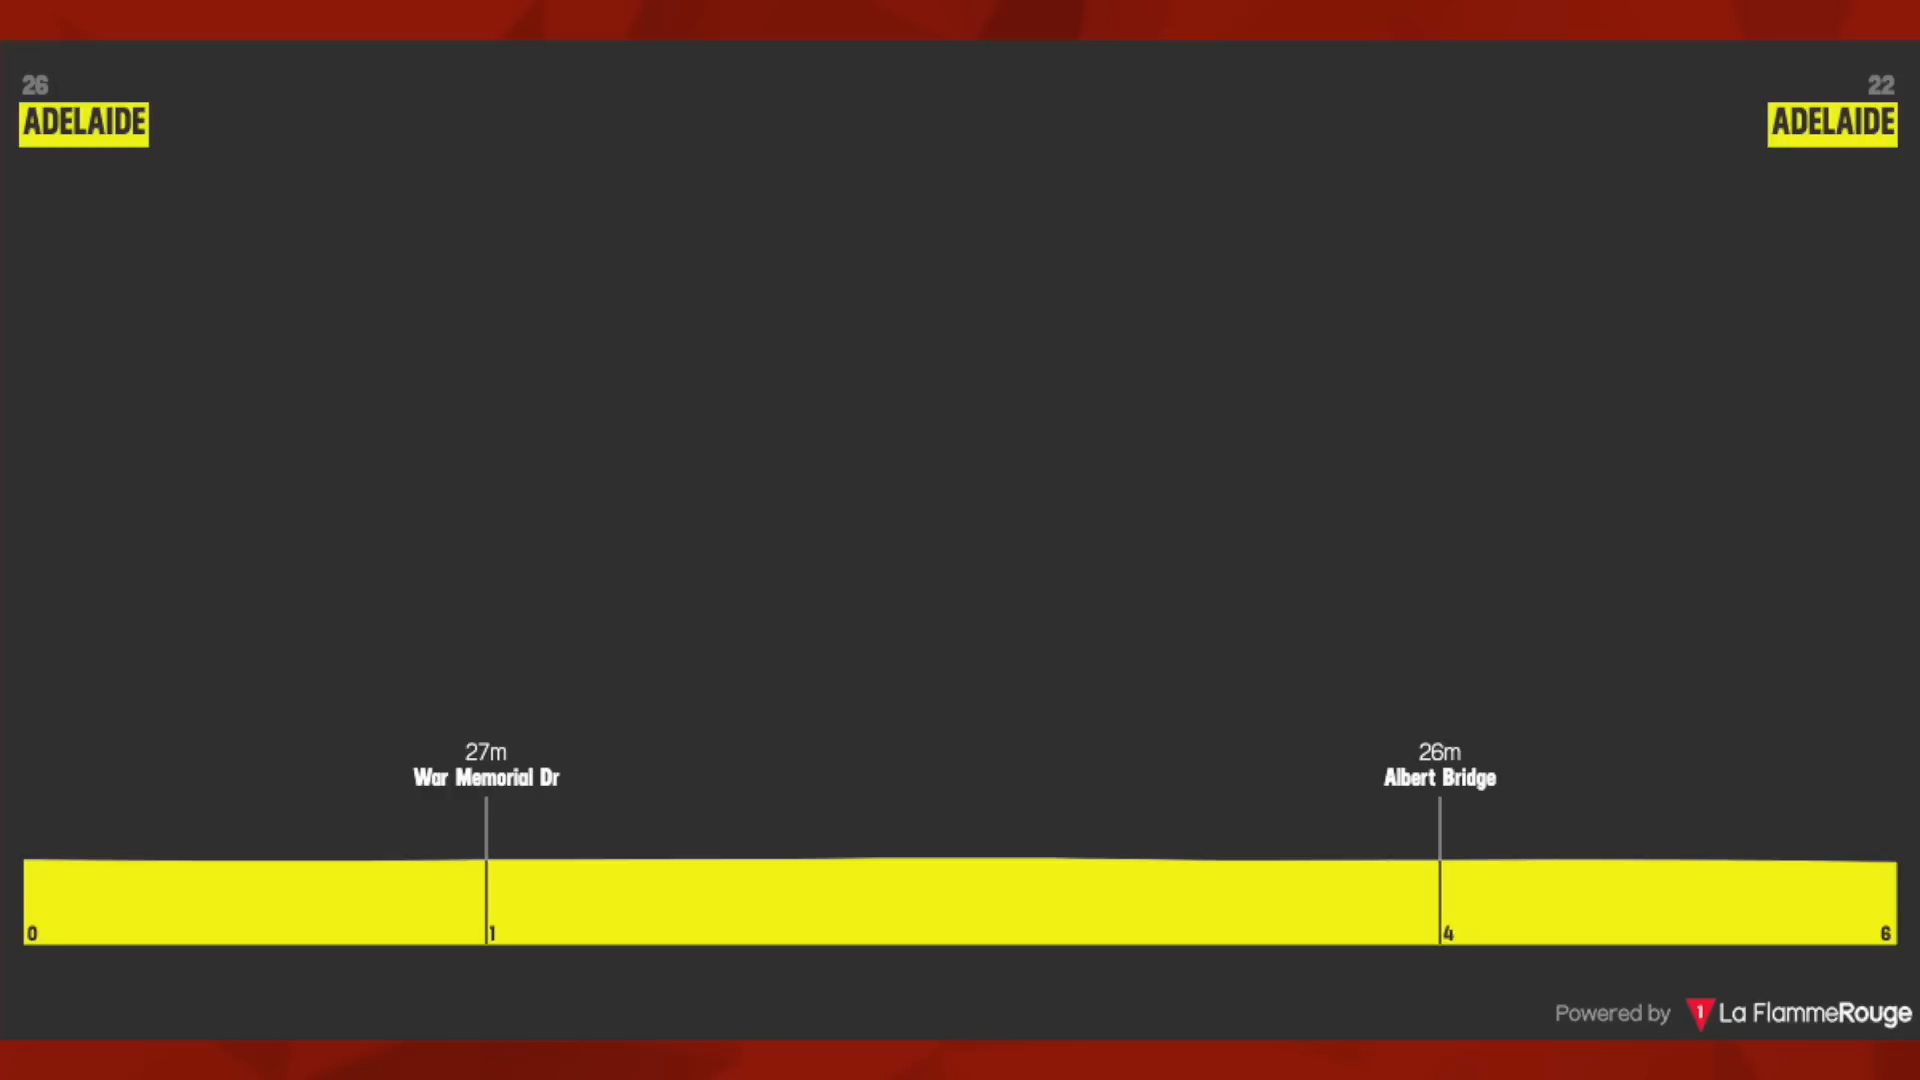 26
ADELAIDE
22
ADELAIDE
27m
War Memorial Dr
26m
Albert Bridge
0
1
4
6
Powered by 1 La FlammeRouge